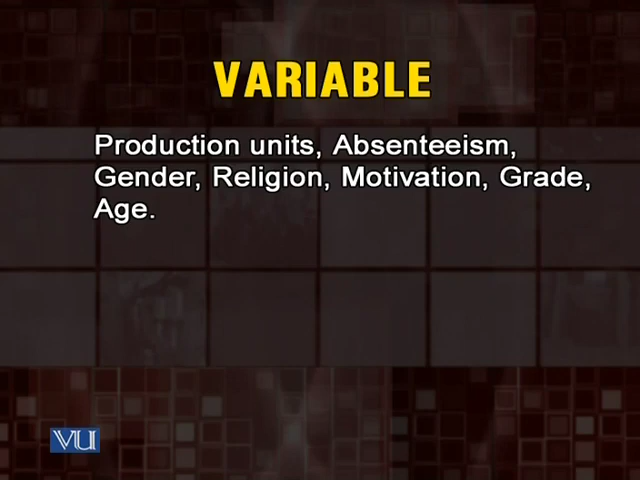 VARIABLE
Production units, Absenteeism,
Gender, Religion, Motivation, Grade,
Age.
VU